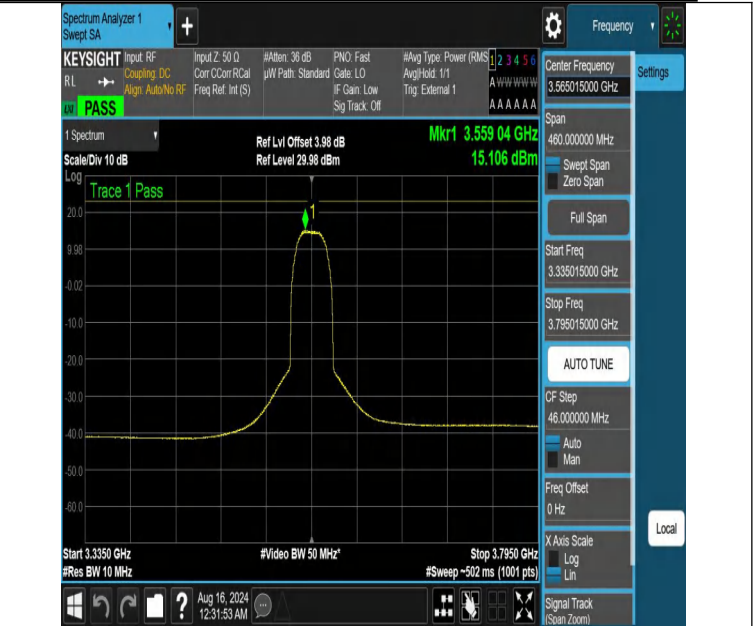 Spectrum Analyzer 1
Swept SA
+
Frequency
KEYSIGHT
RL
PASS
Input: RF
Coupling: DC
Align: Auto/No RF
Input Z: 50 Ω
Corr CCorr RCal
Freq Ref: Int (S)
#Atten: 36 dB
µW Path: Standard
PNO: Fast
Gate: LO
IF Gain: Low
Sig Track: Off
#Avg Type: Power (RMS
Avg|Hold: 1/1
Trig: External 1
1 2 3 4 5 6
A W W W W W
A A A A A A
1 Spectrum
Scale/Div 10 dB
Ref Lvl Offset 3.98 dB
Ref Level 29.98 dBm
Mkr1 3.559 04 GHz
15.106 dBm
Log
Trace 1 Pass
1
20.0
9.98
-0.02
-10.0
-20.0
-30.0
-40.0
-50.0
-60.0
Start 3.3350 GHz
#Res BW 10 MHz
#Video BW 50 MHz*
Stop 3.7950 GHz
#Sweep ~502 ms (1001 pts)
Center Frequency
3.565015000 GHz
Settings
Span
460.000000 MHz
Swept Span
Zero Span
Full Span
Start Freq
3.335015000 GHz
Stop Freq
3.795015000 GHz
AUTO TUNE
CF Step
46.000000 MHz
Auto
Man
Freq Offset
0 Hz
X Axis Scale
Log
Lin
Local
Signal Track
(Span Zoom)
?
Aug 16, 2024
12:31:53 AM